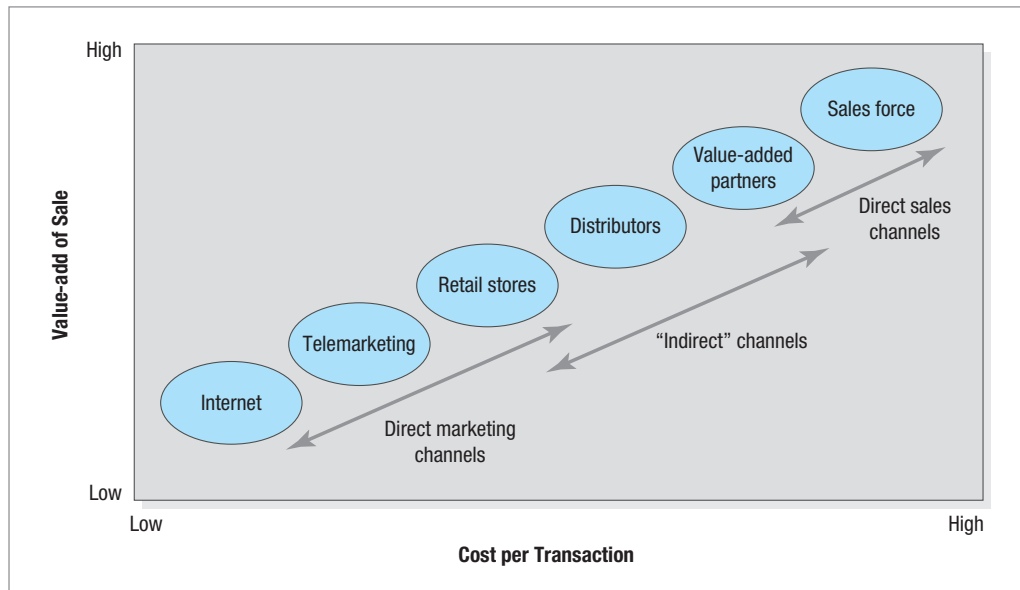 High
Value-add of Sale
Sales force
Value-added
partners
Direct sales
channels
Distributors
Retail stores
"Indirect" channels
Telemarketing
Internet
Direct marketing
channels
Low
Low
High
Cost per Transaction